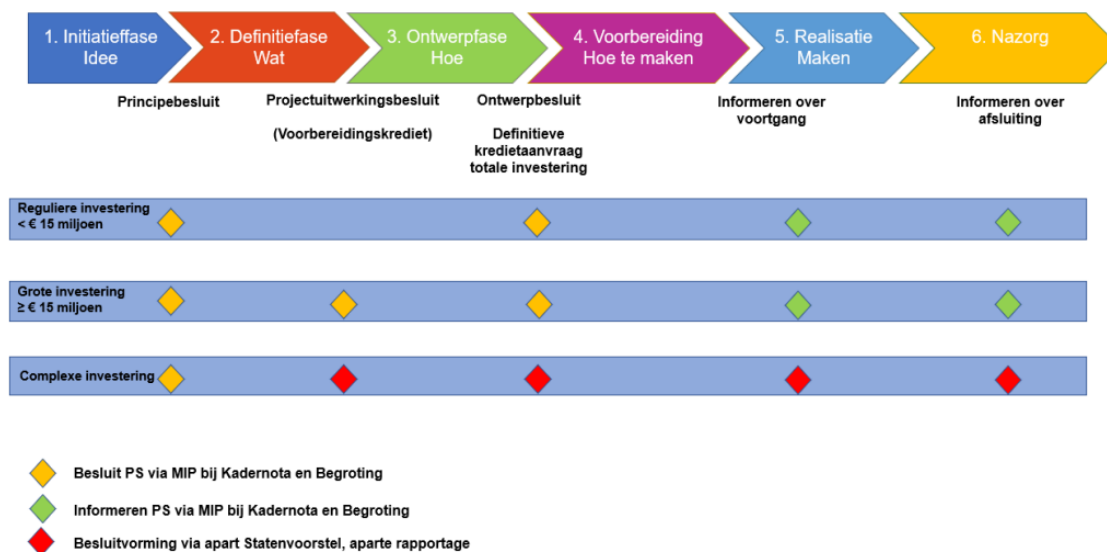 1. Initiatieffase
Idee
2. Definitiefase
Wat
3. Ontwerpfase
Hoe
4. Voorbereiding
Hoe te maken
5. Realisatie
Maken
6. Nazorg
Principebesluit
Projectuitwerkingsbesluit
(Voorbereidingskrediet)
Ontwerpbesluit
Definitieve
kredietaanvraag
totale investering
Informeren over
voortgang
Informeren over
afsluiting
Reguliere investering
< € 15 miljoen
Grote investering
≥ € 15 miljoen
Complexe investering
Besluit PS via MIP bij Kadernota en Begroting
Informeren PS via MIP bij Kadernota en Begroting
Besluitvorming via apart Statenvoorstel, aparte rapportage